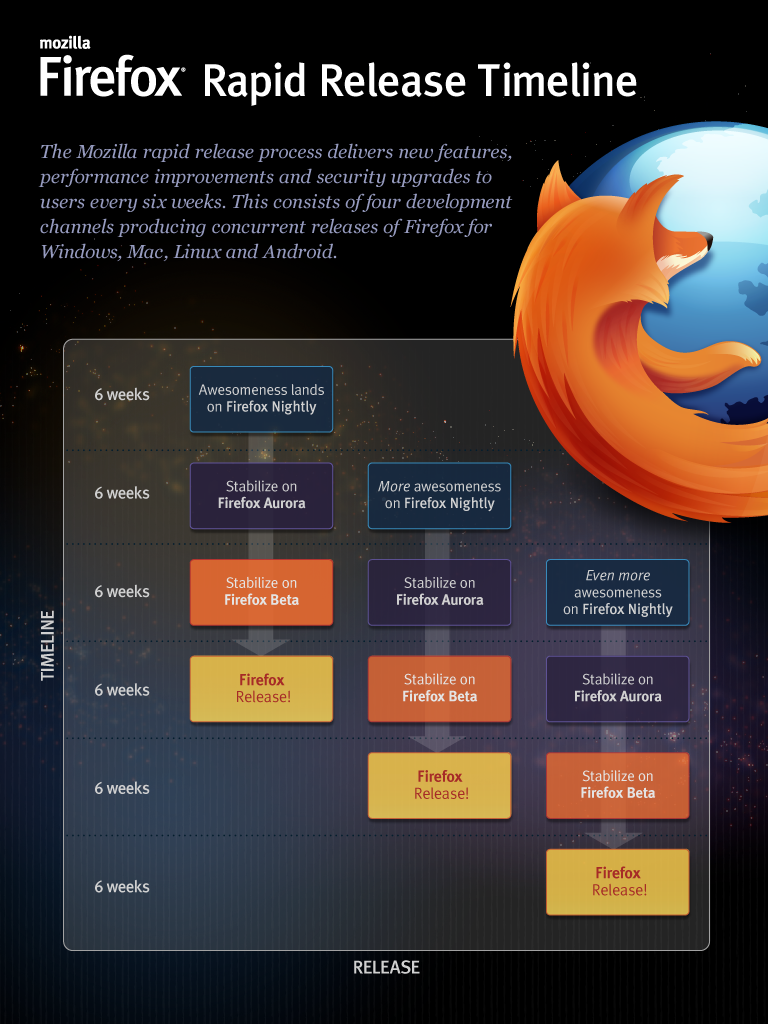 mozilla
Firefox® Rapid Release Timeline
The Mozilla rapid release process delivers new features,
performance improvements and security upgrades to
users every six weeks. This consists of four development
channels producing concurrent releases of Firefox for
Windows, Mac, Linux and Android.
6 weeks
Awesomeness lands
on Firefox Nightly
6 weeks
Stabilize on
Firefox Aurora
More awesomeness
on Firefox Nightly
6 weeks
Stabilize on
Firefox Beta
Stabilize on
Firefox Aurora
Even more
awesomeness
on Firefox Nightly
TIMELINE
6 weeks
Firefox
Release!
Stabilize on
Firefox Beta
Stabilize on
Firefox Aurora
6 weeks
Firefox
Release!
Stabilize on
Firefox Beta
6 weeks
Firefox
Release!
RELEASE